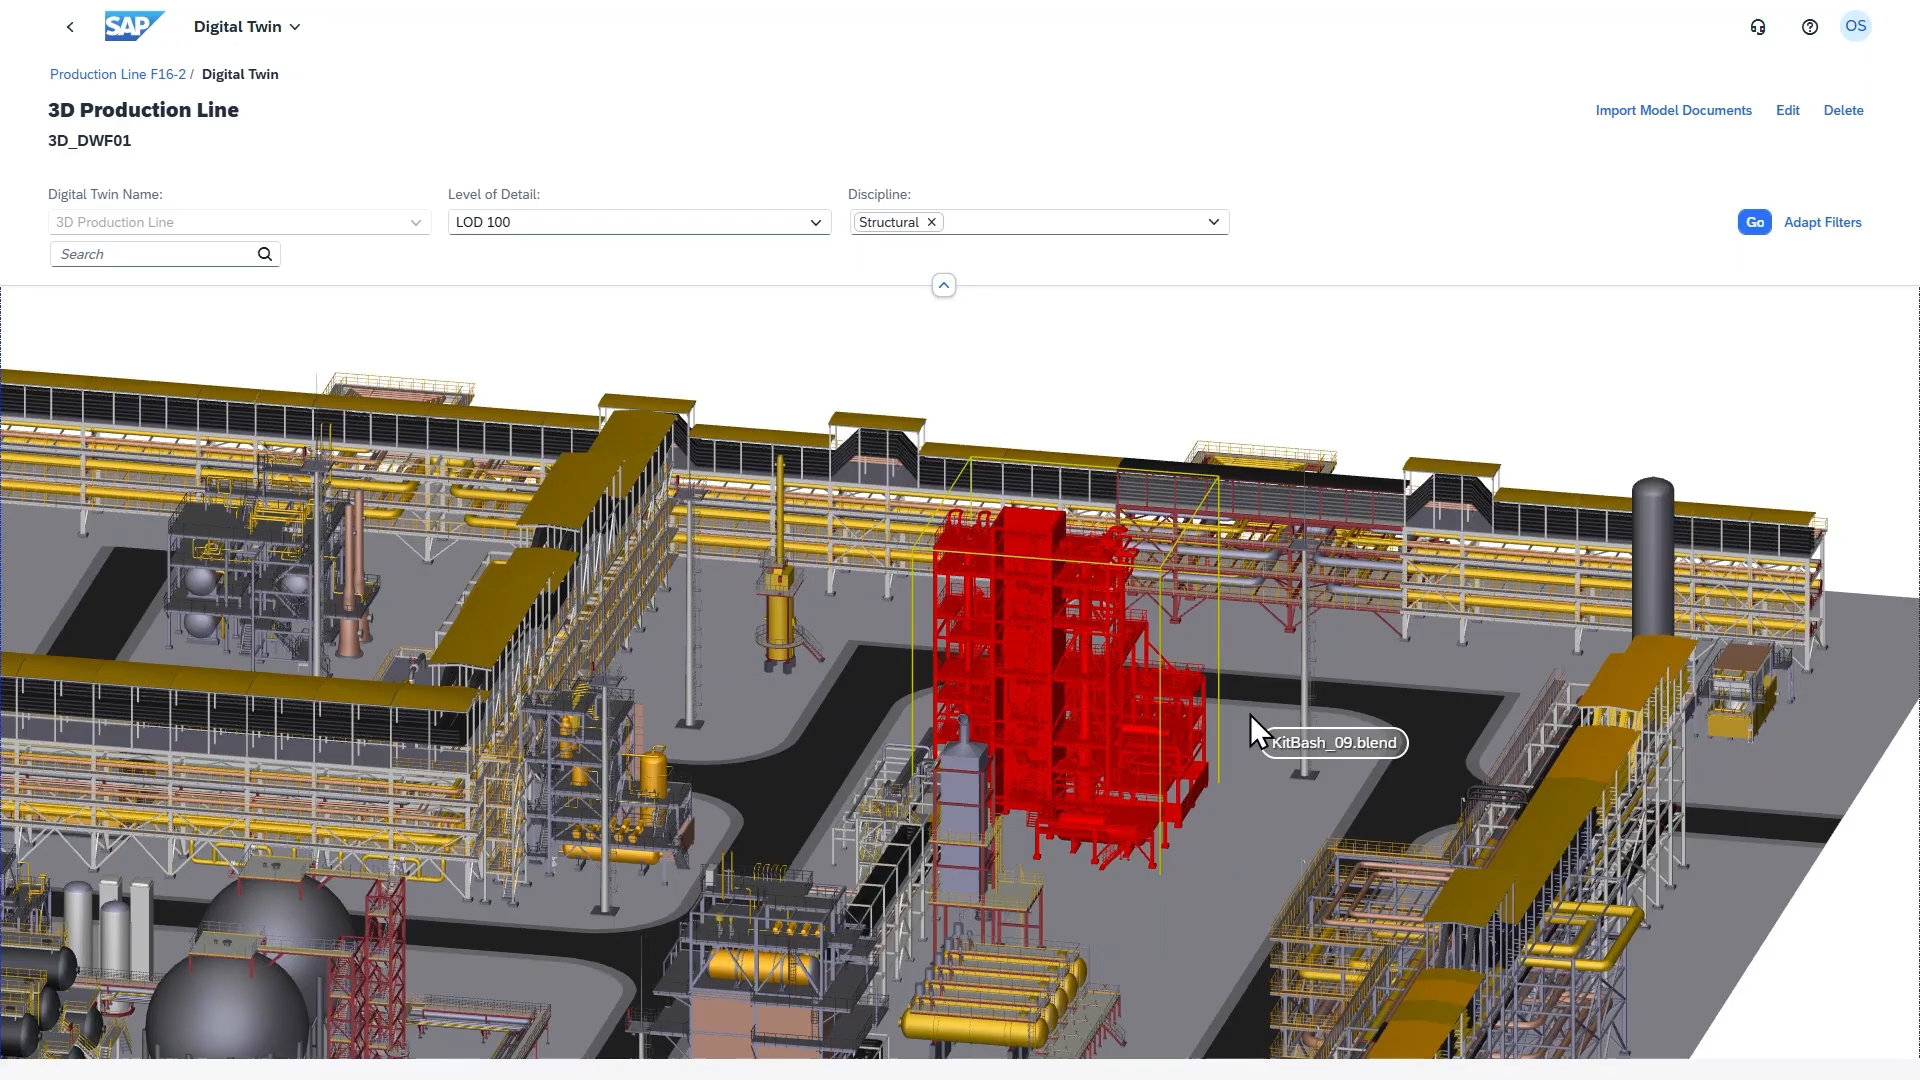 SAP Digital Twin OS
Production Line F16-2 / Digital Twin
3D Production Line
Import Model Documents Edit Delete
3D_DWF01
Digital Twin Name: Level of Detail: Discipline:
3D Production Line LOD 100 Structural Go Adapt Filters
Search
KitBash_09.blend